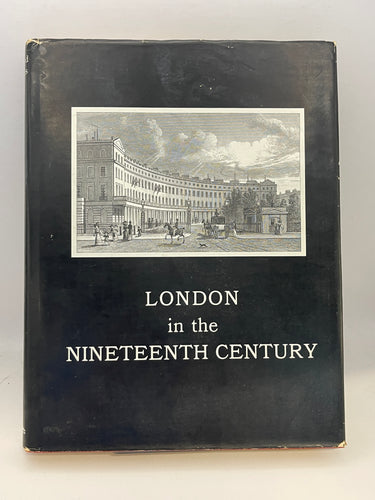 LONDON
in the
NINETEENTH CENTURY